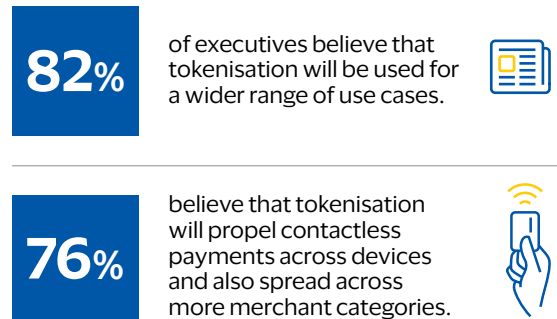 82%
of executives believe that
tokenisation will be used for
a wider range of use cases.
76%
believe that tokenisation
will propel contactless
payments across devices
and also spread across
more merchant categories.